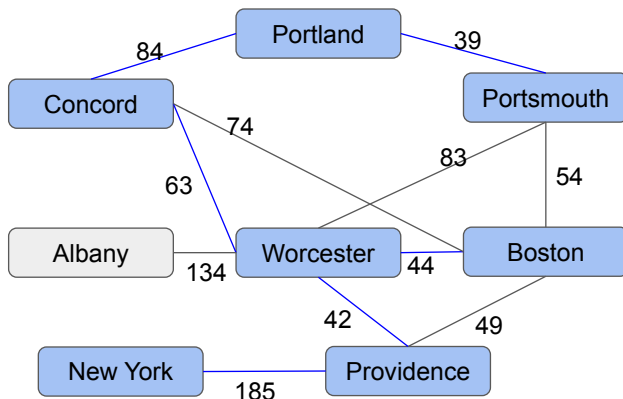 Portland
84
39
Concord
Portsmouth
74
83
63
54
Albany
Worcester
Boston
134
44
42
49
New York
Providence
185